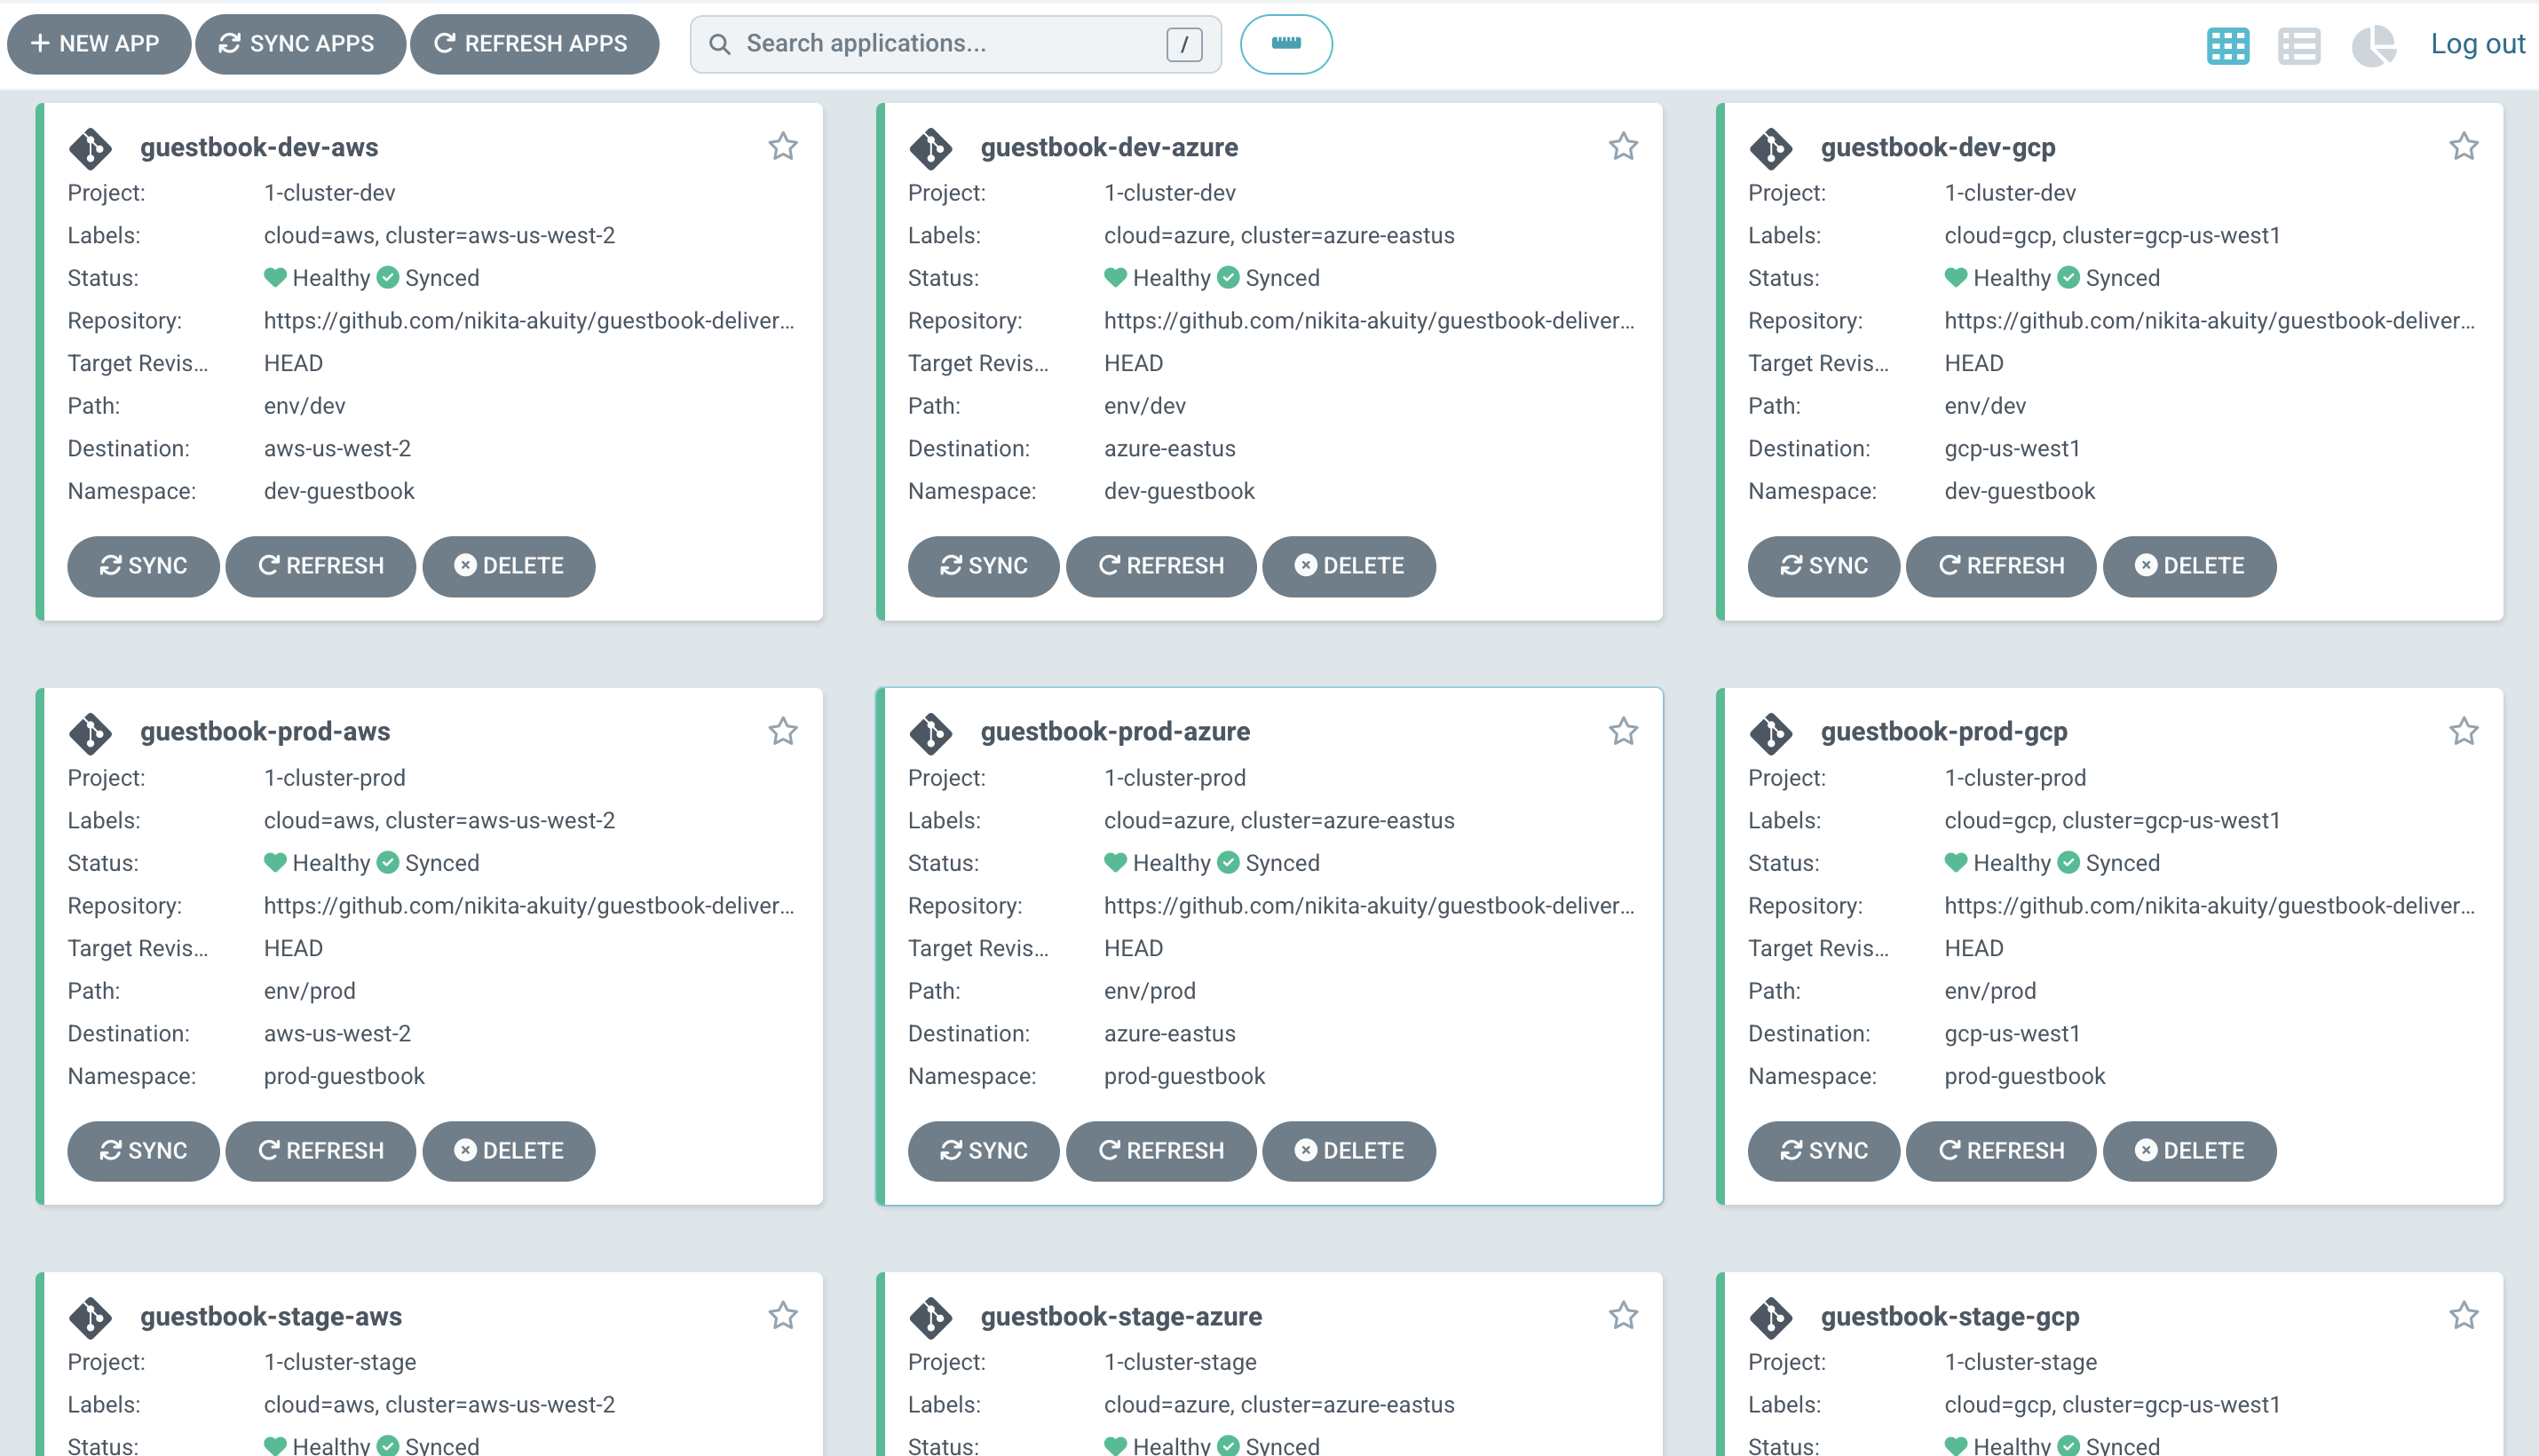 NEW APP SYNC APPS REFRESH APPS Search applications... / Log out
guestbook-dev-aws
Project: 1-cluster-dev
Labels: cloud=aws, cluster=aws-us-west-2
Status: Healthy Synced
Repository: https://github.com/nikita-akuity/guestbook-deliver...
Target Revis... HEAD
Path: env/dev
Destination: aws-us-west-2
Namespace: dev-guestbook
SYNC REFRESH DELETE
guestbook-dev-azure
Project: 1-cluster-dev
Labels: cloud=azure, cluster=azure-eastus
Status: Healthy Synced
Repository: https://github.com/nikita-akuity/guestbook-deliver...
Target Revis... HEAD
Path: env/dev
Destination: azure-eastus
Namespace: dev-guestbook
SYNC REFRESH DELETE
guestbook-dev-gcp
Project: 1-cluster-dev
Labels: cloud=gcp, cluster=gcp-us-west1
Status: Healthy Synced
Repository: https://github.com/nikita-akuity/guestbook-deliver...
Target Revis... HEAD
Path: env/dev
Destination: gcp-us-west1
Namespace: dev-guestbook
SYNC REFRESH DELETE
guestbook-prod-aws
Project: 1-cluster-prod
Labels: cloud=aws, cluster=aws-us-west-2
Status: Healthy Synced
Repository: https://github.com/nikita-akuity/guestbook-deliver...
Target Revis... HEAD
Path: env/prod
Destination: aws-us-west-2
Namespace: prod-guestbook
SYNC REFRESH DELETE
guestbook-prod-azure
Project: 1-cluster-prod
Labels: cloud=azure, cluster=azure-eastus
Status: Healthy Synced
Repository: https://github.com/nikita-akuity/guestbook-deliver...
Target Revis... HEAD
Path: env/prod
Destination: azure-eastus
Namespace: prod-guestbook
SYNC REFRESH DELETE
guestbook-prod-gcp
Project: 1-cluster-prod
Labels: cloud=gcp, cluster=gcp-us-west1
Status: Healthy Synced
Repository: https://github.com/nikita-akuity/guestbook-deliver...
Target Revis... HEAD
Path: env/prod
Destination: gcp-us-west1
Namespace: prod-guestbook
SYNC REFRESH DELETE
guestbook-stage-aws
Project: 1-cluster-stage
Labels: cloud=aws, cluster=aws-us-west-2
Status: Healthy Synced
guestbook-stage-azure
Project: 1-cluster-stage
Labels: cloud=azure, cluster=azure-eastus
Status: Healthy Synced
guestbook-stage-gcp
Project: 1-cluster-stage
Labels: cloud=gcp, cluster=gcp-us-west1
Status: Healthy Synced